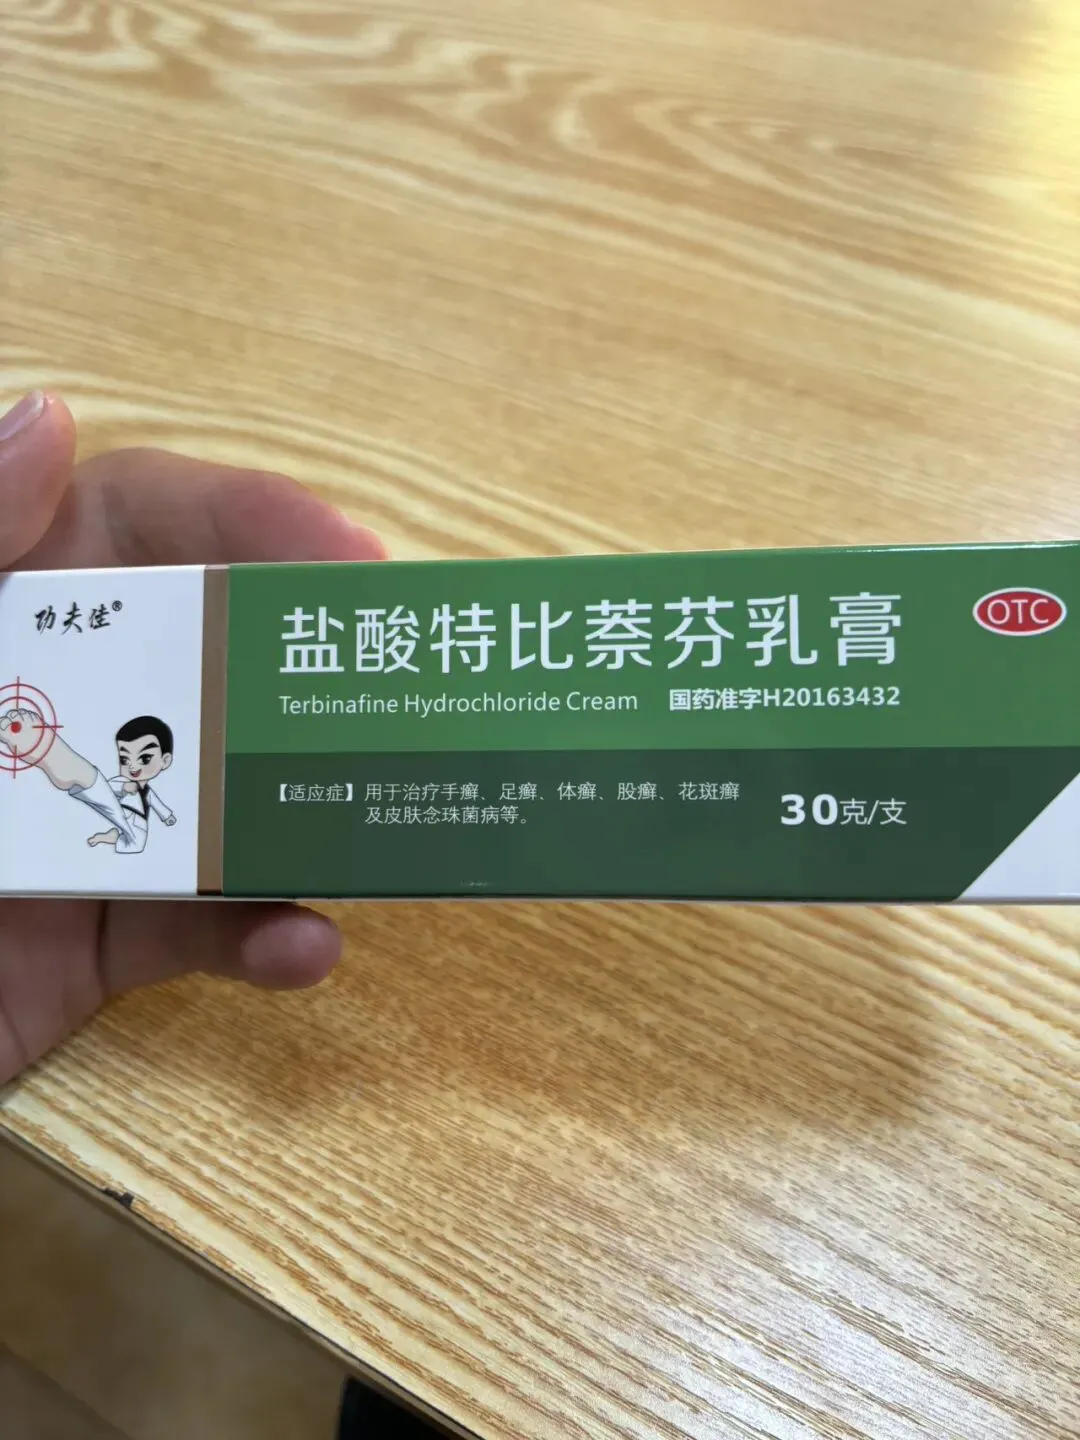 功夫佳®
盐酸特比萘芬乳膏
OTC
Terbinafine Hydrochloride Cream 国药准字H20163432
【适应症】用于治疗手癣、足癣、体癣、股癣、花斑癣
及皮肤念珠菌病等。
30克/支